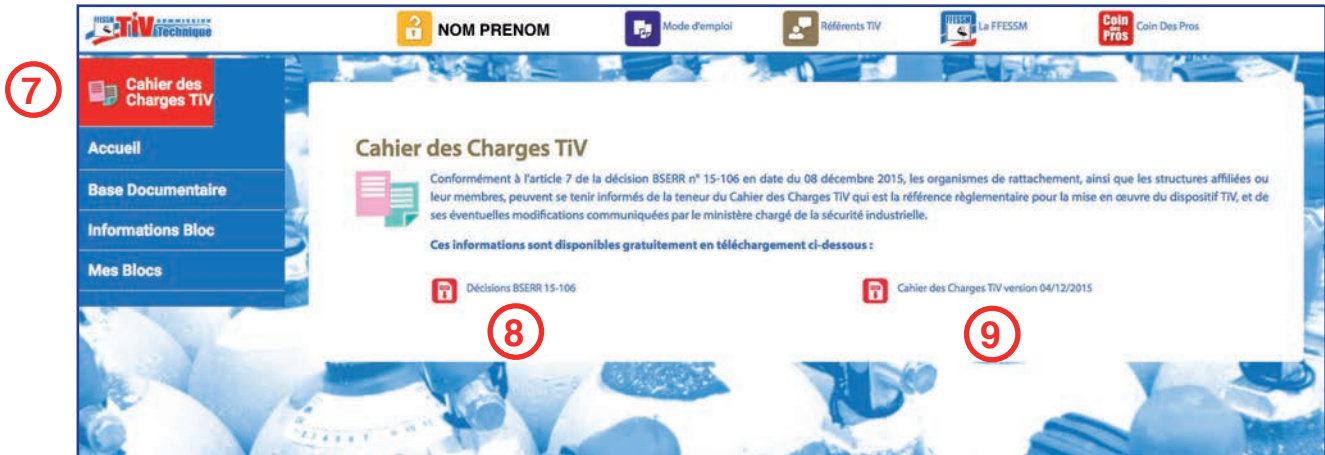 FFESSM TiV COMMISSION Technique
NOM PRENOM
Mode d'emploi
Référents TiV
FFESSM La FFESSM
Coin des Pros Coin Des Pros
7
Cahier des
Charges TiV
Accueil
Base Documentaire
Informations Bloc
Mes Blocs
Cahier des Charges TiV
Conformément à l'article 7 de la décision BSERR n° 15-106 en date du 08 décembre 2015, les organismes de rattachement, ainsi que les structures affiliées ou
leur membres, peuvent se tenir informés de la teneur du Cahier des Charges TiV qui est la référence règlementaire pour la mise en œuvre du dispositif TiV, et de
ses éventuelles modifications communiquées par le ministère chargé de la sécurité industrielle.
Ces informations sont disponibles gratuitement en téléchargement ci-dessous :
Décisions BSERR 15-106
Cahier des Charges TiV version 04/12/2015
8
9